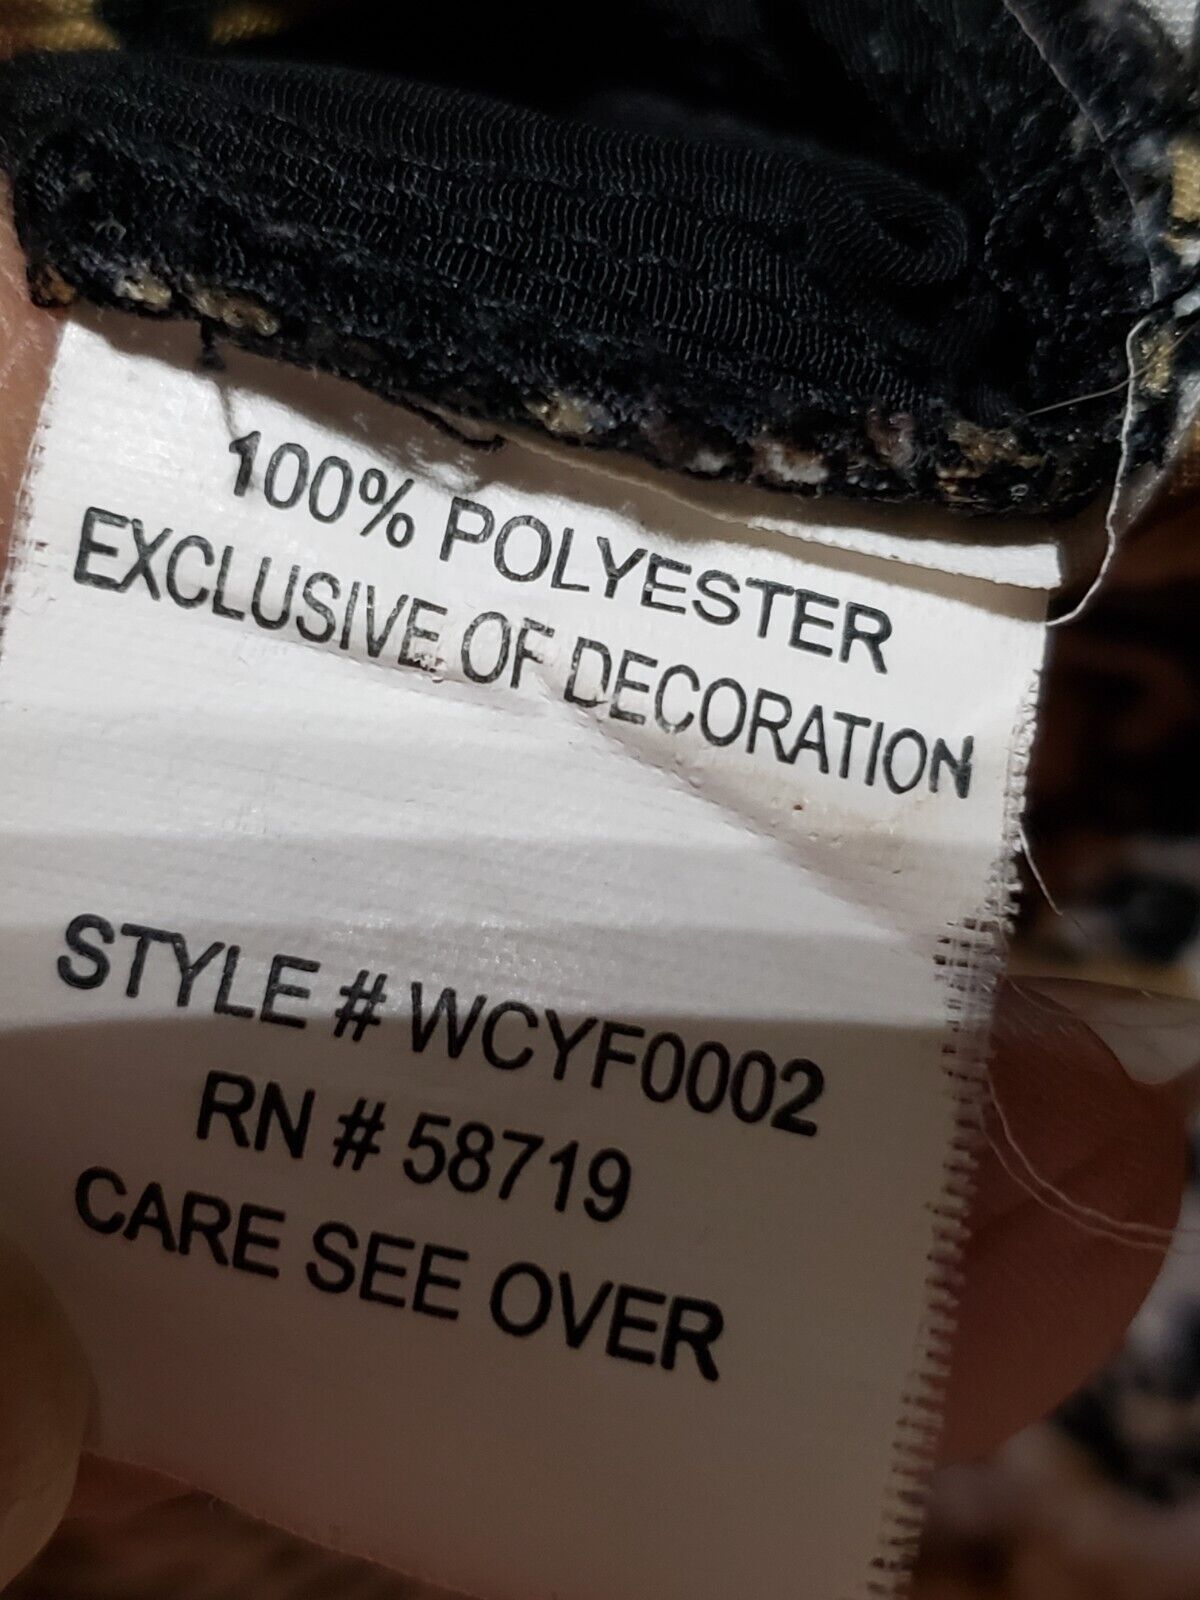 100% POLYESTER
EXCLUSIVE OF DECORATION
STYLE # WCYF0002
RN # 58719
CARE SEE OVER